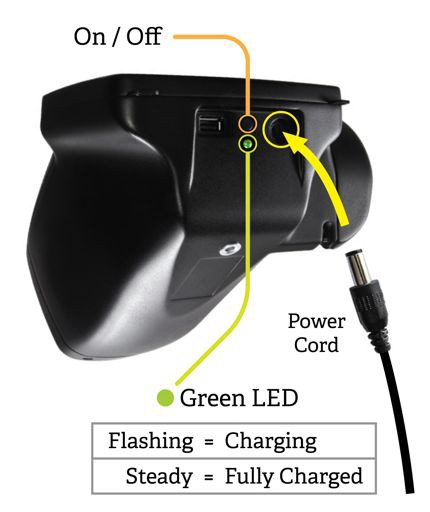 On / Off
Power
Cord
Green LED
Flashing = Charging
Steady = Fully Charged